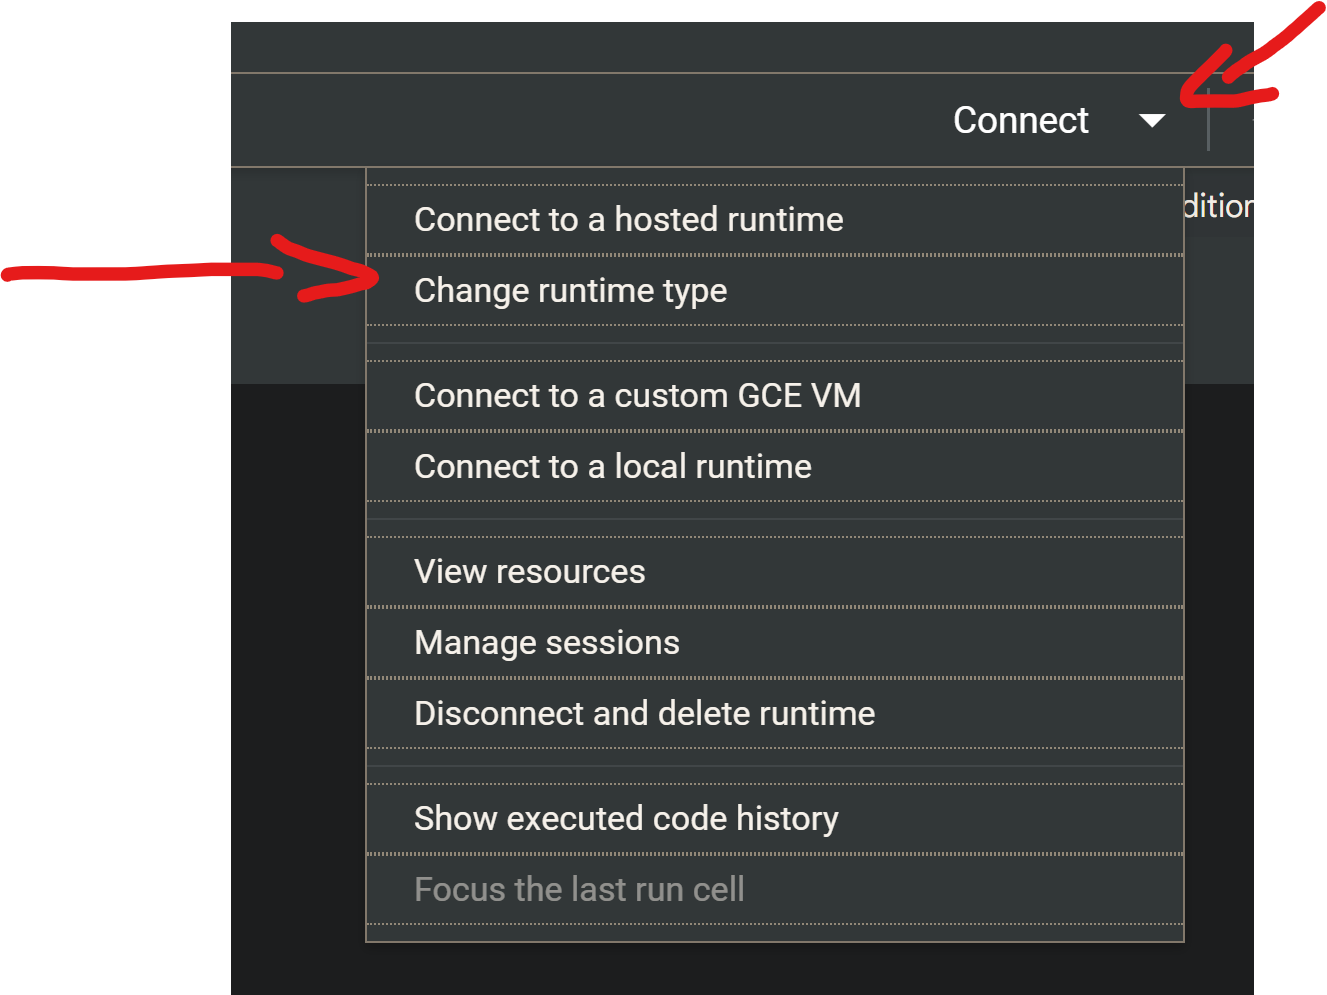 Connect
Connect to a hosted runtime
Change runtime type
Connect to a custom GCE VM
Connect to a local runtime
View resources
Manage sessions
Disconnect and delete runtime
Show executed code history
Focus the last run cell